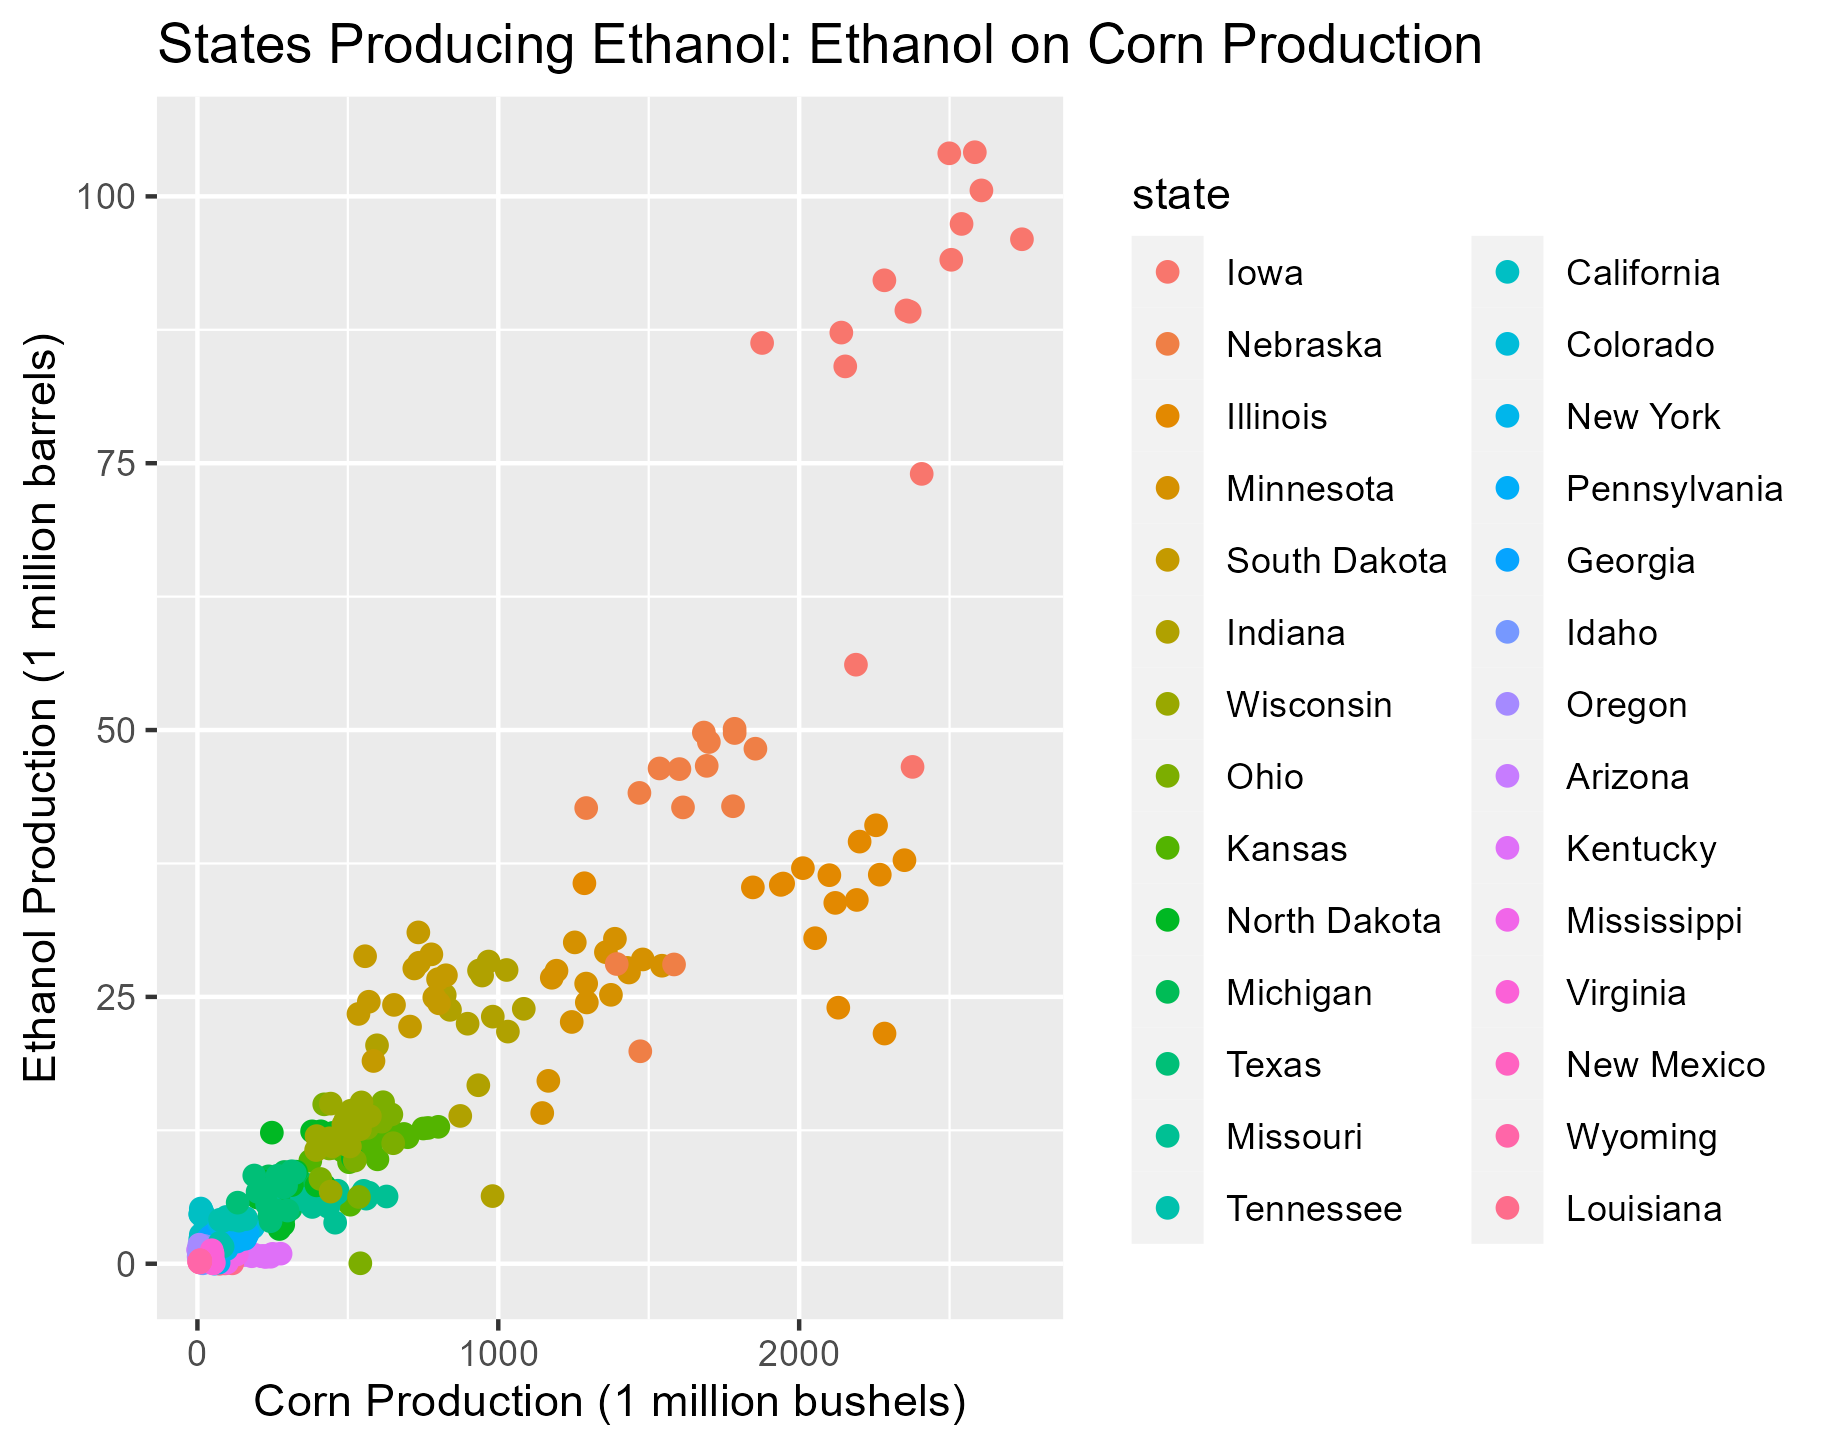 States Producing Ethanol: Ethanol on Corn Production
Ethanol Production (1 million barrels)
100
75
50
25
0
0
1000
2000
Corn Production (1 million bushels)
state
Iowa
Nebraska
Illinois
Minnesota
South Dakota
Indiana
Wisconsin
Ohio
Kansas
North Dakota
Michigan
Texas
Missouri
Tennessee
California
Colorado
New York
Pennsylvania
Georgia
Idaho
Oregon
Arizona
Kentucky
Mississippi
Virginia
New Mexico
Wyoming
Louisiana